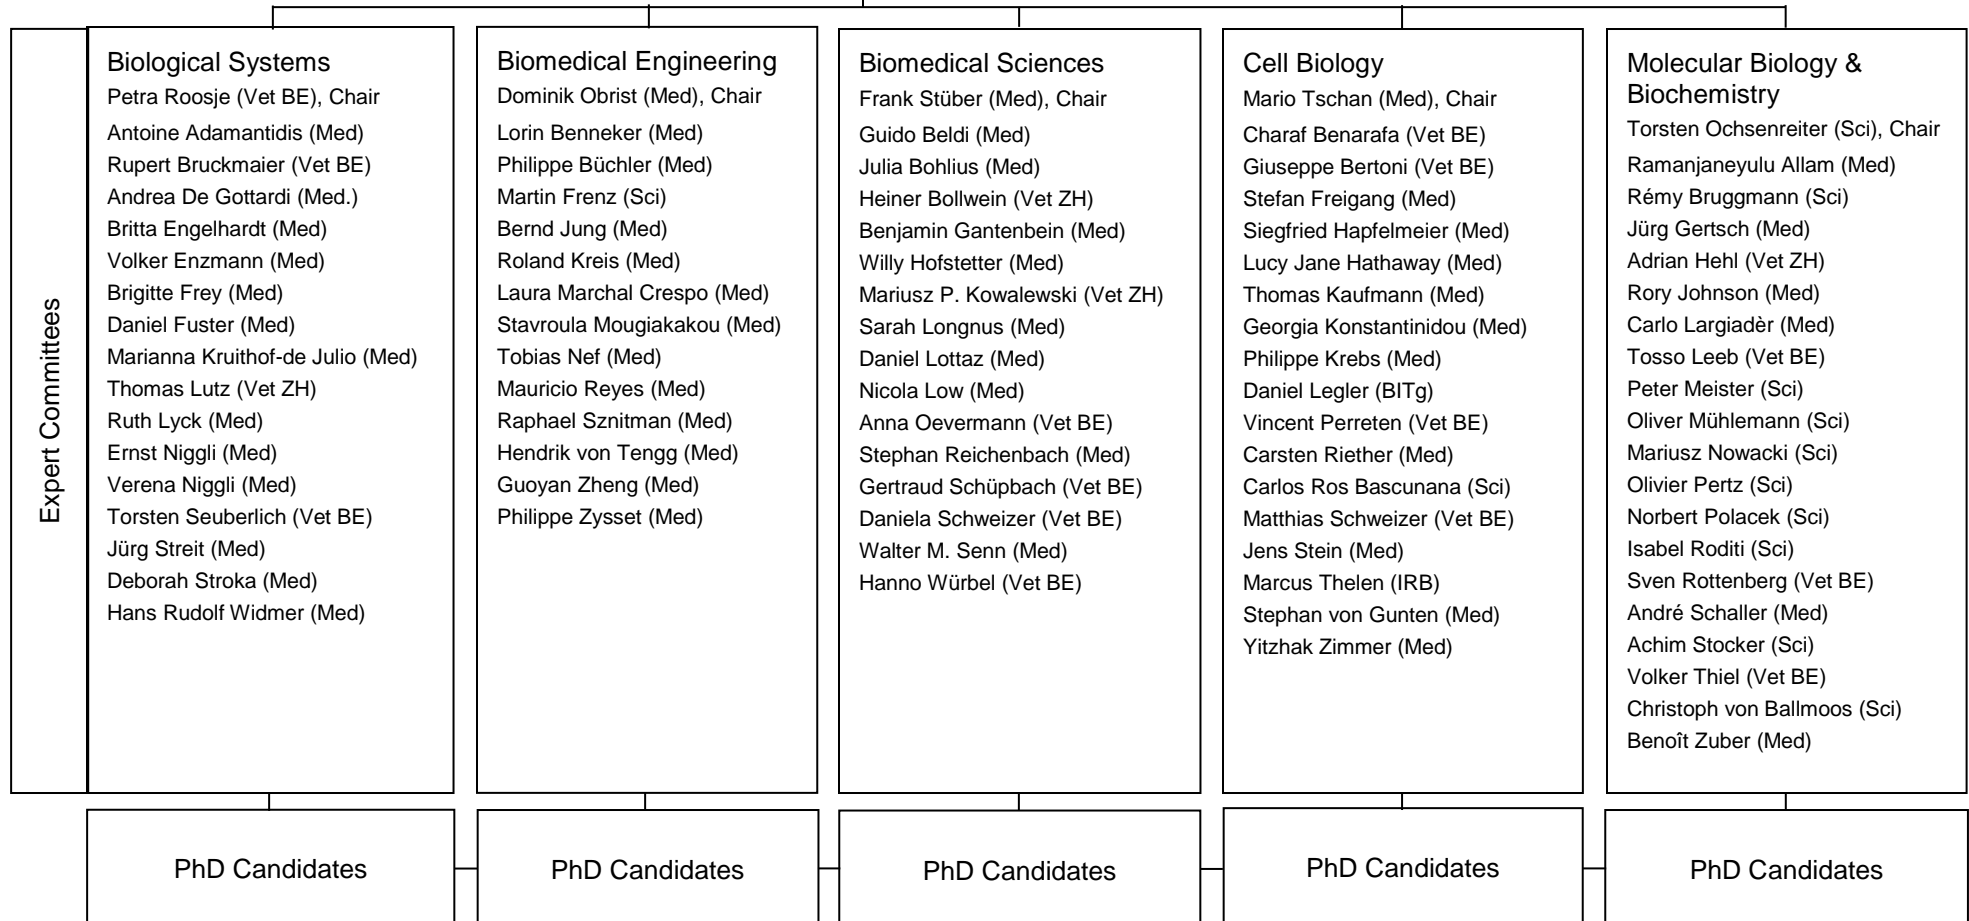 Expert Committees
Biological Systems
Petra Roosje (Vet BE), Chair
Antoine Adamantidis (Med)
Rupert Bruckmaier (Vet BE)
Andrea De Gottardi (Med.)
Britta Engelhardt (Med)
Volker Enzmann (Med)
Brigitte Frey (Med)
Daniel Fuster (Med)
Marianna Kruithof-de Julio (Med)
Thomas Lutz (Vet ZH)
Ruth Lyck (Med)
Ernst Niggli (Med)
Verena Niggli (Med)
Torsten Seuberlich (Vet BE)
Jürg Streit (Med)
Deborah Stroka (Med)
Hans Rudolf Widmer (Med)
Biomedical Engineering
Dominik Obrist (Med), Chair
Lorin Benneker (Med)
Philippe Büchler (Med)
Martin Frenz (Sci)
Bernd Jung (Med)
Roland Kreis (Med)
Laura Marchal Crespo (Med)
Stavroula Mougiakakou (Med)
Tobias Nef (Med)
Mauricio Reyes (Med)
Raphael Sznitman (Med)
Hendrik von Tengg (Med)
Guoyan Zheng (Med)
Philippe Zysset (Med)
Biomedical Sciences
Frank Stüber (Med), Chair
Guido Beldi (Med)
Julia Bohlius (Med)
Heiner Bollwein (Vet ZH)
Benjamin Gantenbein (Med)
Willy Hofstetter (Med)
Mariusz P. Kowalewski (Vet ZH)
Sarah Longnus (Med)
Daniel Lottaz (Med)
Nicola Low (Med)
Anna Oevermann (Vet BE)
Stephan Reichenbach (Med)
Gertraud Schüpbach (Vet BE)
Daniela Schweizer (Vet BE)
Walter M. Senn (Med)
Hanno Würbel (Vet BE)
Cell Biology
Mario Tschan (Med), Chair
Charaf Benarafa (Vet BE)
Giuseppe Bertoni (Vet BE)
Stefan Freigang (Med)
Siegfried Hapfelmeier (Med)
Lucy Jane Hathaway (Med)
Thomas Kaufmann (Med)
Georgia Konstantinidou (Med)
Philippe Krebs (Med)
Daniel Legler (BITg)
Vincent Perreten (Vet BE)
Carsten Riether (Med)
Carlos Ros Bascunana (Sci)
Matthias Schweizer (Vet BE)
Jens Stein (Med)
Marcus Thelen (IRB)
Stephan von Gunten (Med)
Yitzhak Zimmer (Med)
Molecular Biology &
Biochemistry
Torsten Ochsenreiter (Sci), Chair
Ramanjaneyulu Allam (Med)
Rémy Bruggmann (Sci)
Jürg Gertsch (Med)
Adrian Hehl (Vet ZH)
Rory Johnson (Med)
Carlo Largiadèr (Med)
Tosso Leeb (Vet BE)
Peter Meister (Sci)
Oliver Mühlemann (Sci)
Mariusz Nowacki (Sci)
Olivier Pertz (Sci)
Norbert Polacek (Sci)
Isabel Roditi (Sci)
Sven Rottenberg (Vet BE)
André Schaller (Med)
Achim Stocker (Sci)
Volker Thiel (Vet BE)
Christoph von Ballmoos (Sci)
Benoît Zuber (Med)
PhD Candidates
PhD Candidates
PhD Candidates
PhD Candidates
PhD Candidates